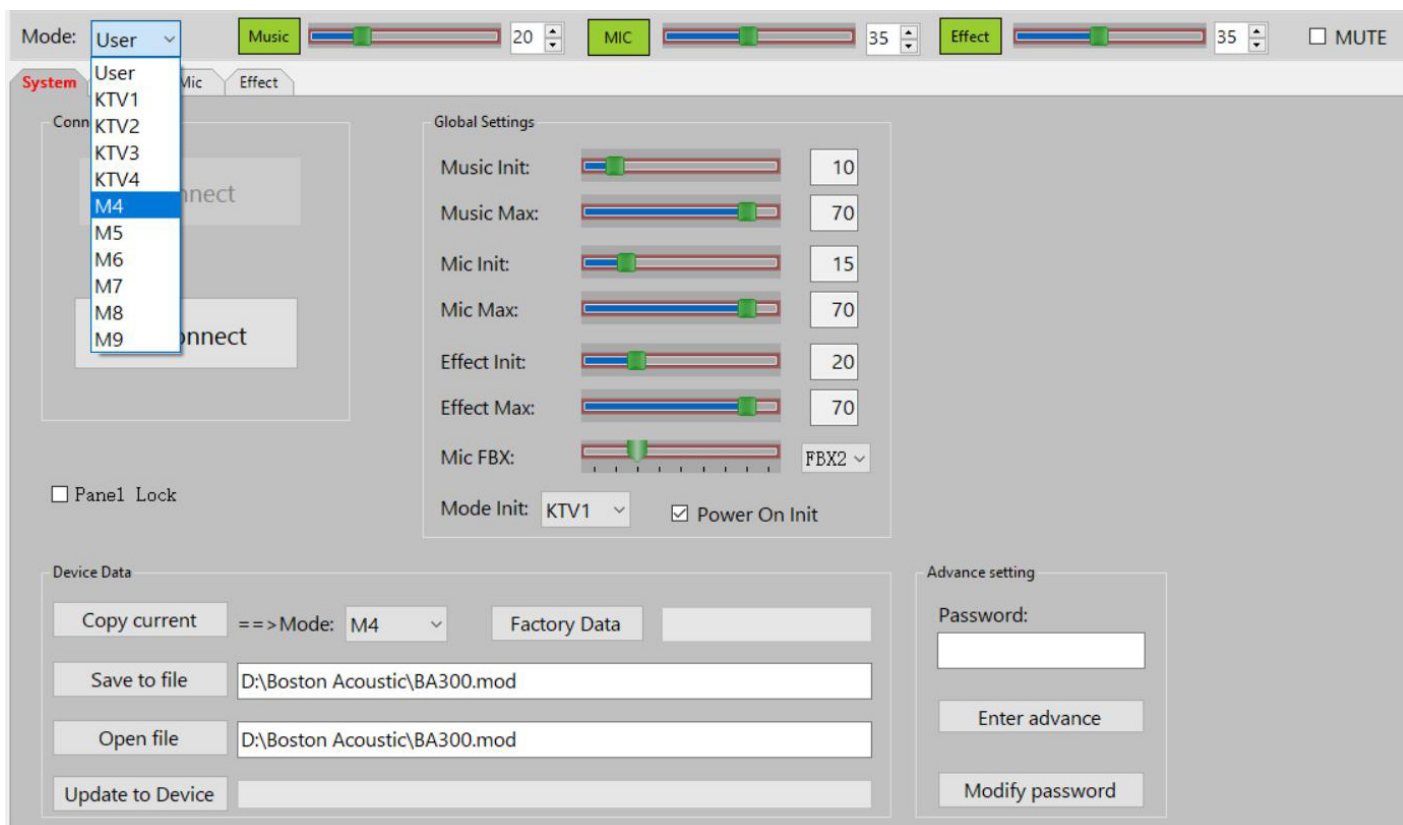 Mode: User Music 20 MIC 35 Effect 35 MUTE
System Mic Effect
User
KTV1
KTV2
KTV3
KTV4
M4
M5
M6
M7
M8
M9
Global Settings
Music Init: 10
Music Max: 70
Mic Init: 15
Mic Max: 70
Effect Init: 20
Effect Max: 70
Mic FBX: FBX2
Mode Init: KTV1 Power On Init
Panel Lock
Device Data
Copy current ==>Mode: M4 Factory Data
Save to file D:\Boston Acoustic\BA300.mod
Open file D:\Boston Acoustic\BA300.mod
Update to Device
Advance setting
Password:
Enter advance
Modify password